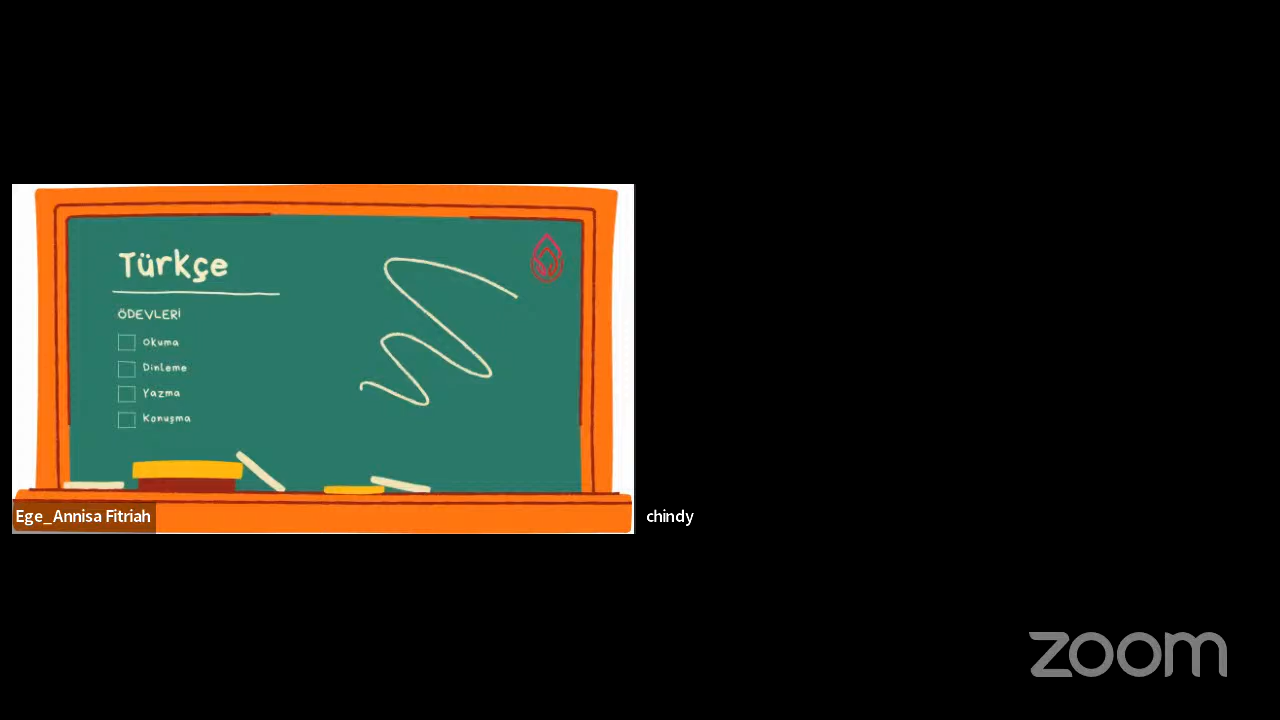 Türkçe
ÖDEVLERİ
Okuma
Dinleme
Yazma
Konuşma
Ege_Annisa Fitriah
chindy
zoom